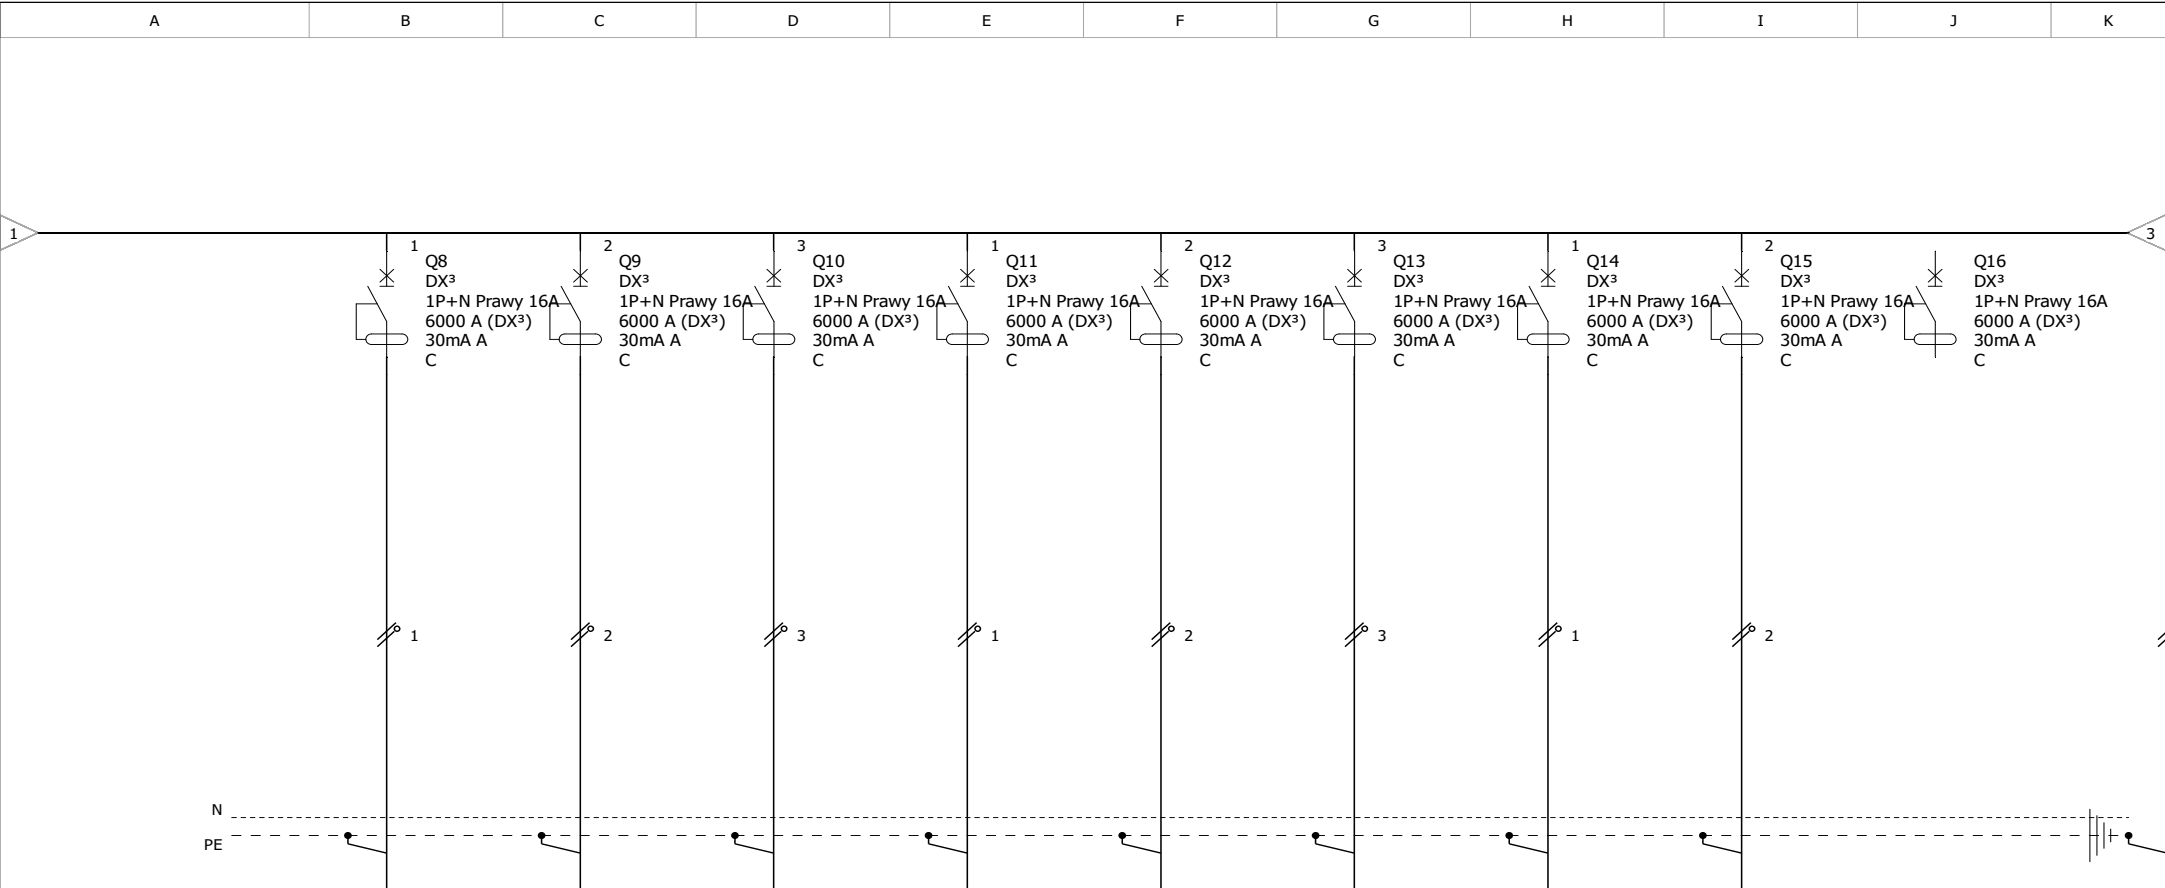 A B C D E F G H I J K
1 3
1 2 3 1 2 3 1 2
Q8 Q9 Q10 Q11 Q12 Q13 Q14 Q15 Q16
DX³ DX³ DX³ DX³ DX³ DX³ DX³ DX³ DX³
1P+N Prawy 16A 1P+N Prawy 16A 1P+N Prawy 16A 1P+N Prawy 16A 1P+N Prawy 16A 1P+N Prawy 16A 1P+N Prawy 16A 1P+N Prawy 16A 1P+N Prawy 16A
6000 A (DX³) 6000 A (DX³) 6000 A (DX³) 6000 A (DX³) 6000 A (DX³) 6000 A (DX³) 6000 A (DX³) 6000 A (DX³) 6000 A (DX³)
30mA A 30mA A 30mA A 30mA A 30mA A 30mA A 30mA A 30mA A 30mA A
C C C C C C C C C
1 2 3 1 2 3 1 2
N
PE